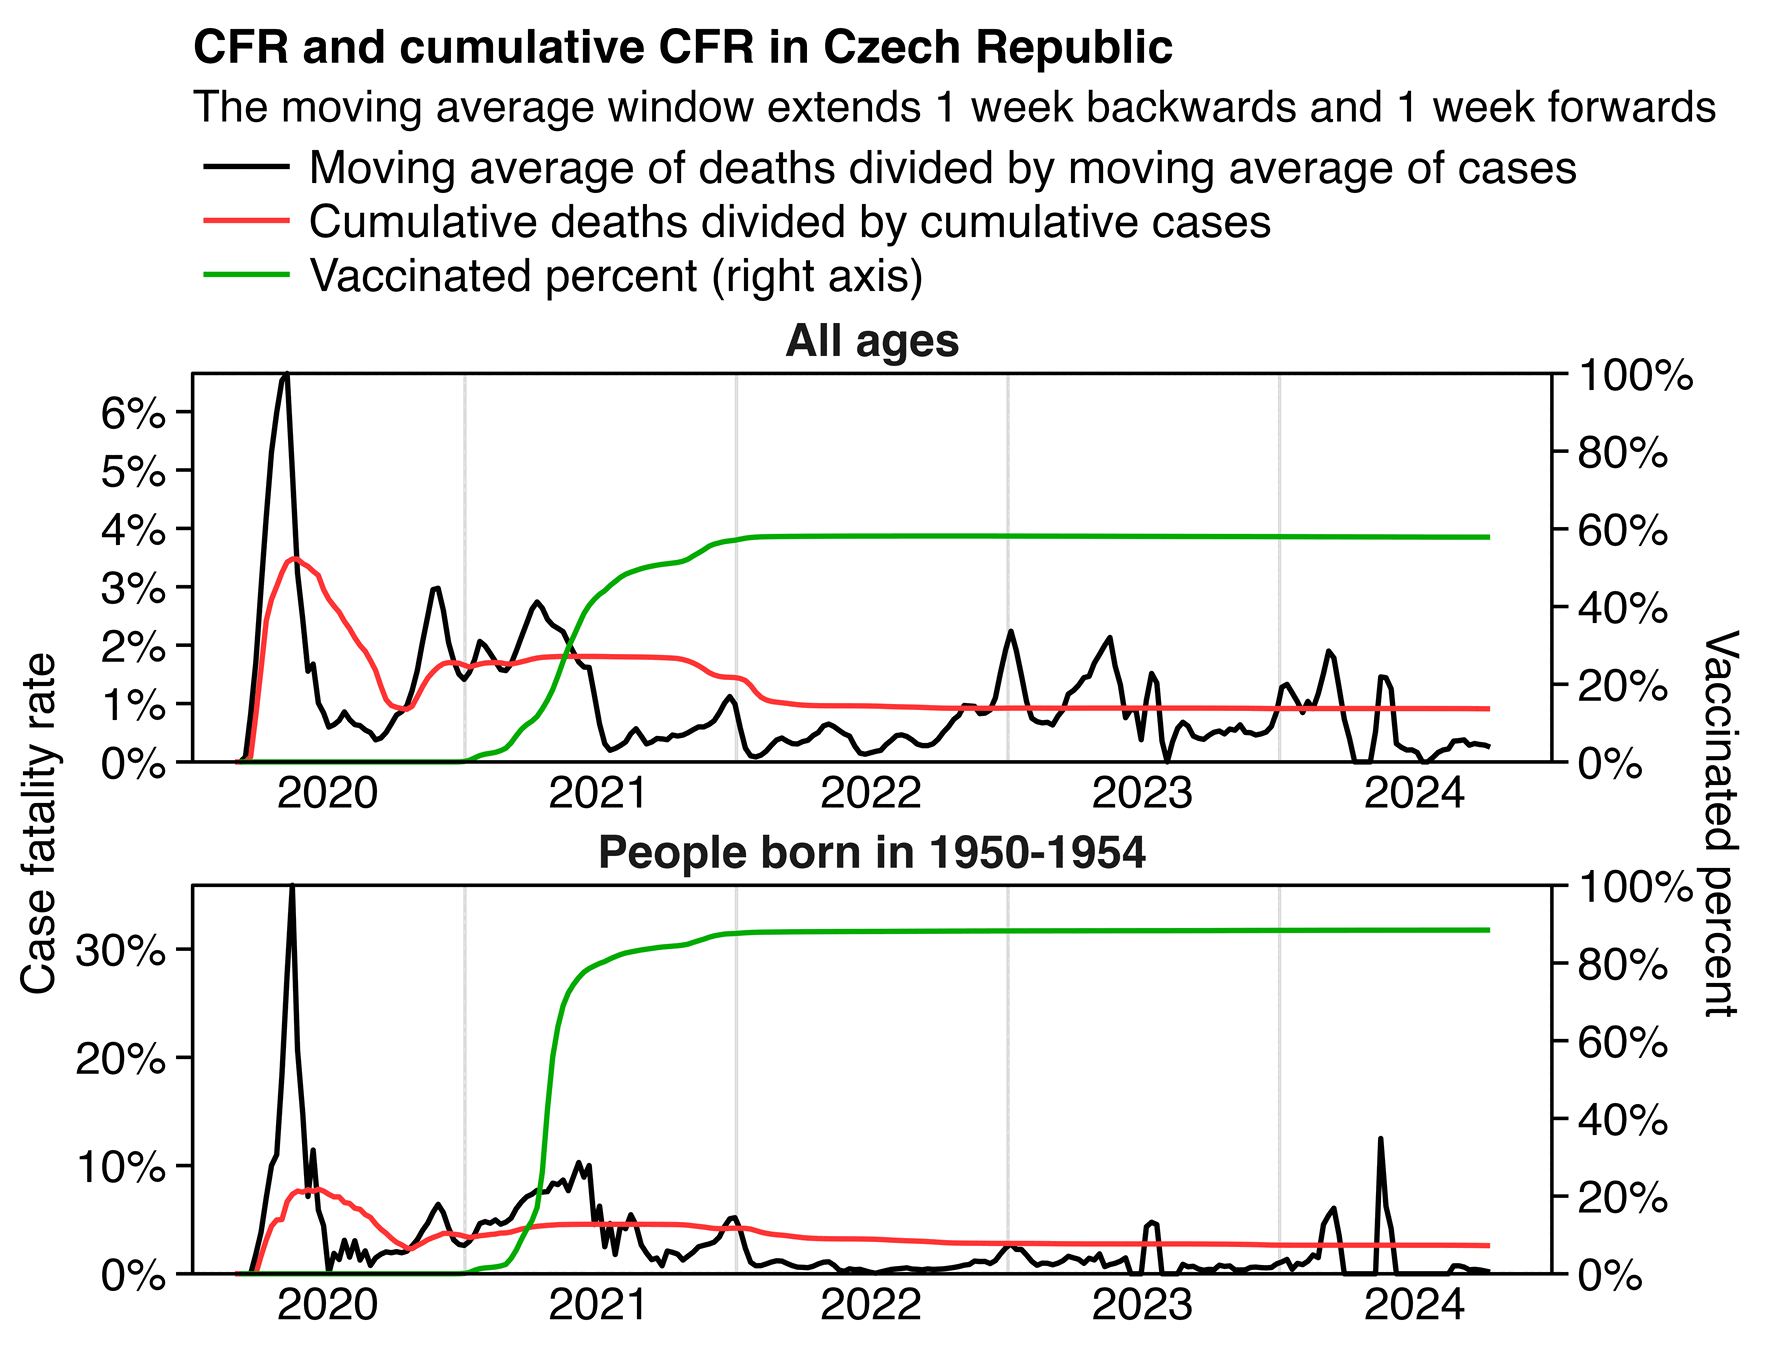 CFR and cumulative CFR in Czech Republic
The moving average window extends 1 week backwards and 1 week forwards
Moving average of deaths divided by moving average of cases
Cumulative deaths divided by cumulative cases
Vaccinated percent (right axis)
All ages
6%
5%
4%
3%
2%
1%
0%
100%
80%
60%
40%
20%
0%
2020 2021 2022 2023 2024
Case fatality rate
Vaccinated percent
People born in 1950-1954
30%
20%
10%
0%
100%
80%
60%
40%
20%
0%
2020 2021 2022 2023 2024